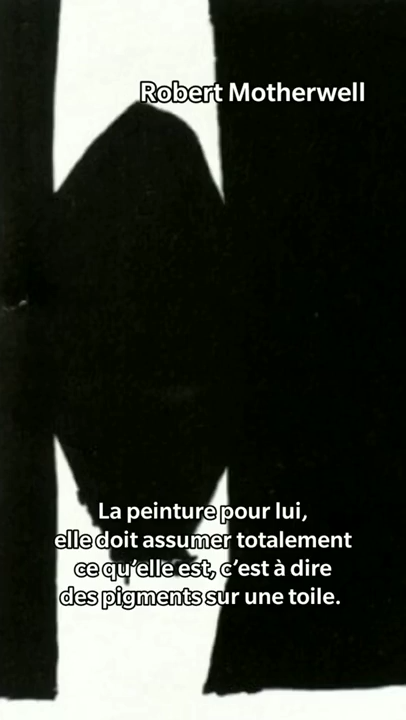 Robert Motherwell
La peinture pour lui,
elle doit assumer totalement
ce qu'elle est, c'est à dire
des pigments sur une toile.